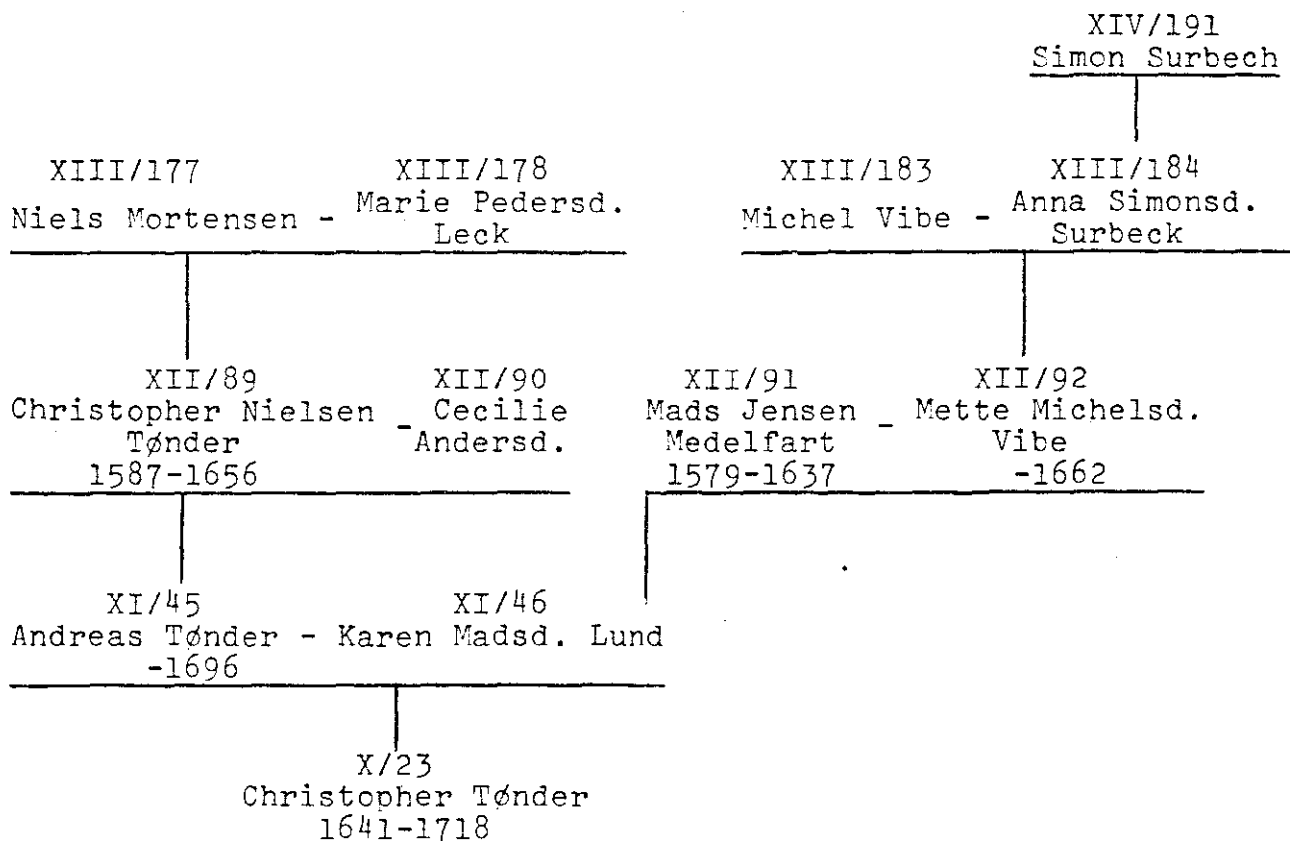 XIV/191
Simon Surbech
XIII/177 XIII/178 XIII/183 XIII/184
Niels Mortensen - Marie Pedersd. Leck Michel Vibe - Anna Simonsd. Surbeck
XII/89 XII/90 XII/91 XII/92
Christopher Nielsen - Cecilie Mads Jensen - Mette Michelsd.
Tønder Andersd. Medelfart Vibe
1587-1656 1579-1637 -1662
XI/45 XI/46
Andreas Tønder - Karen Madsd. Lund
-1696
X/23
Christopher Tønder
1641-1718